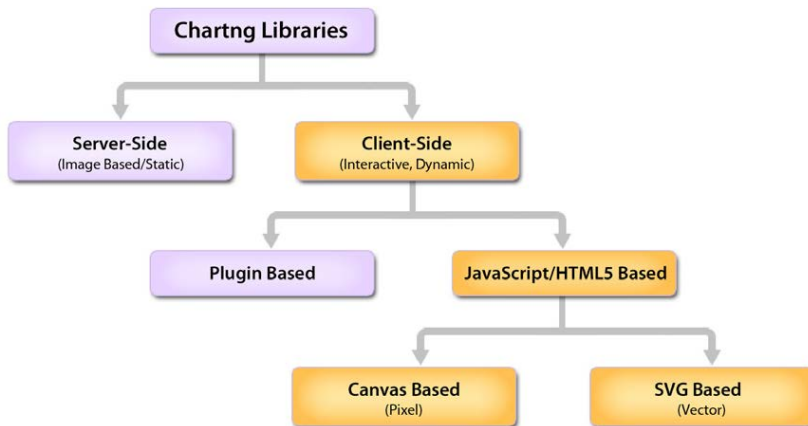 Chartng Libraries
Server-Side
(Image Based/Static)
Client-Side
(Interactive, Dynamic)
Plugin Based
JavaScript/HTML5 Based
Canvas Based
(Pixel)
SVG Based
(Vector)